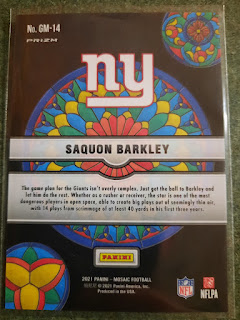 No. GM-14
PRIZM
ny
SAQUON BARKLEY
The game plan for the Giants isn't overly complex. Just get the ball to Barkley and
let him do the rest. Whether as a rusher or receiver, the star is one of the most
dangerous players in open space, able to create big plays out of seemingly thin air,
with 14 plays from scrimmage of at least 40 yards in his first three years.
PANINI
2021 PANINI - MOSAIC FOOTBALL
© 2021 Panini America, Inc.
Produced in the USA.
NFL
NFLPA